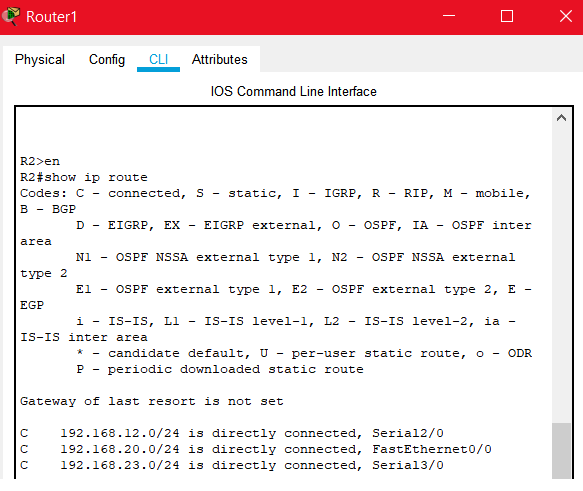 Router1
Physical Config CLI Attributes
IOS Command Line Interface
R2>en
R2#show ip route
Codes: C - connected, S - static, I - IGRP, R - RIP, M - mobile,
B - BGP
       D - EIGRP, EX - EIGRP external, O - OSPF, IA - OSPF inter
area
       N1 - OSPF NSSA external type 1, N2 - OSPF NSSA external
type 2
       E1 - OSPF external type 1, E2 - OSPF external type 2, E -
EGP
       i - IS-IS, L1 - IS-IS level-1, L2 - IS-IS level-2, ia -
IS-IS inter area
       * - candidate default, U - per-user static route, o - ODR
       P - periodic downloaded static route
Gateway of last resort is not set
C    192.168.12.0/24 is directly connected, Serial2/0
C    192.168.20.0/24 is directly connected, FastEthernet0/0
C    192.168.23.0/24 is directly connected, Serial3/0